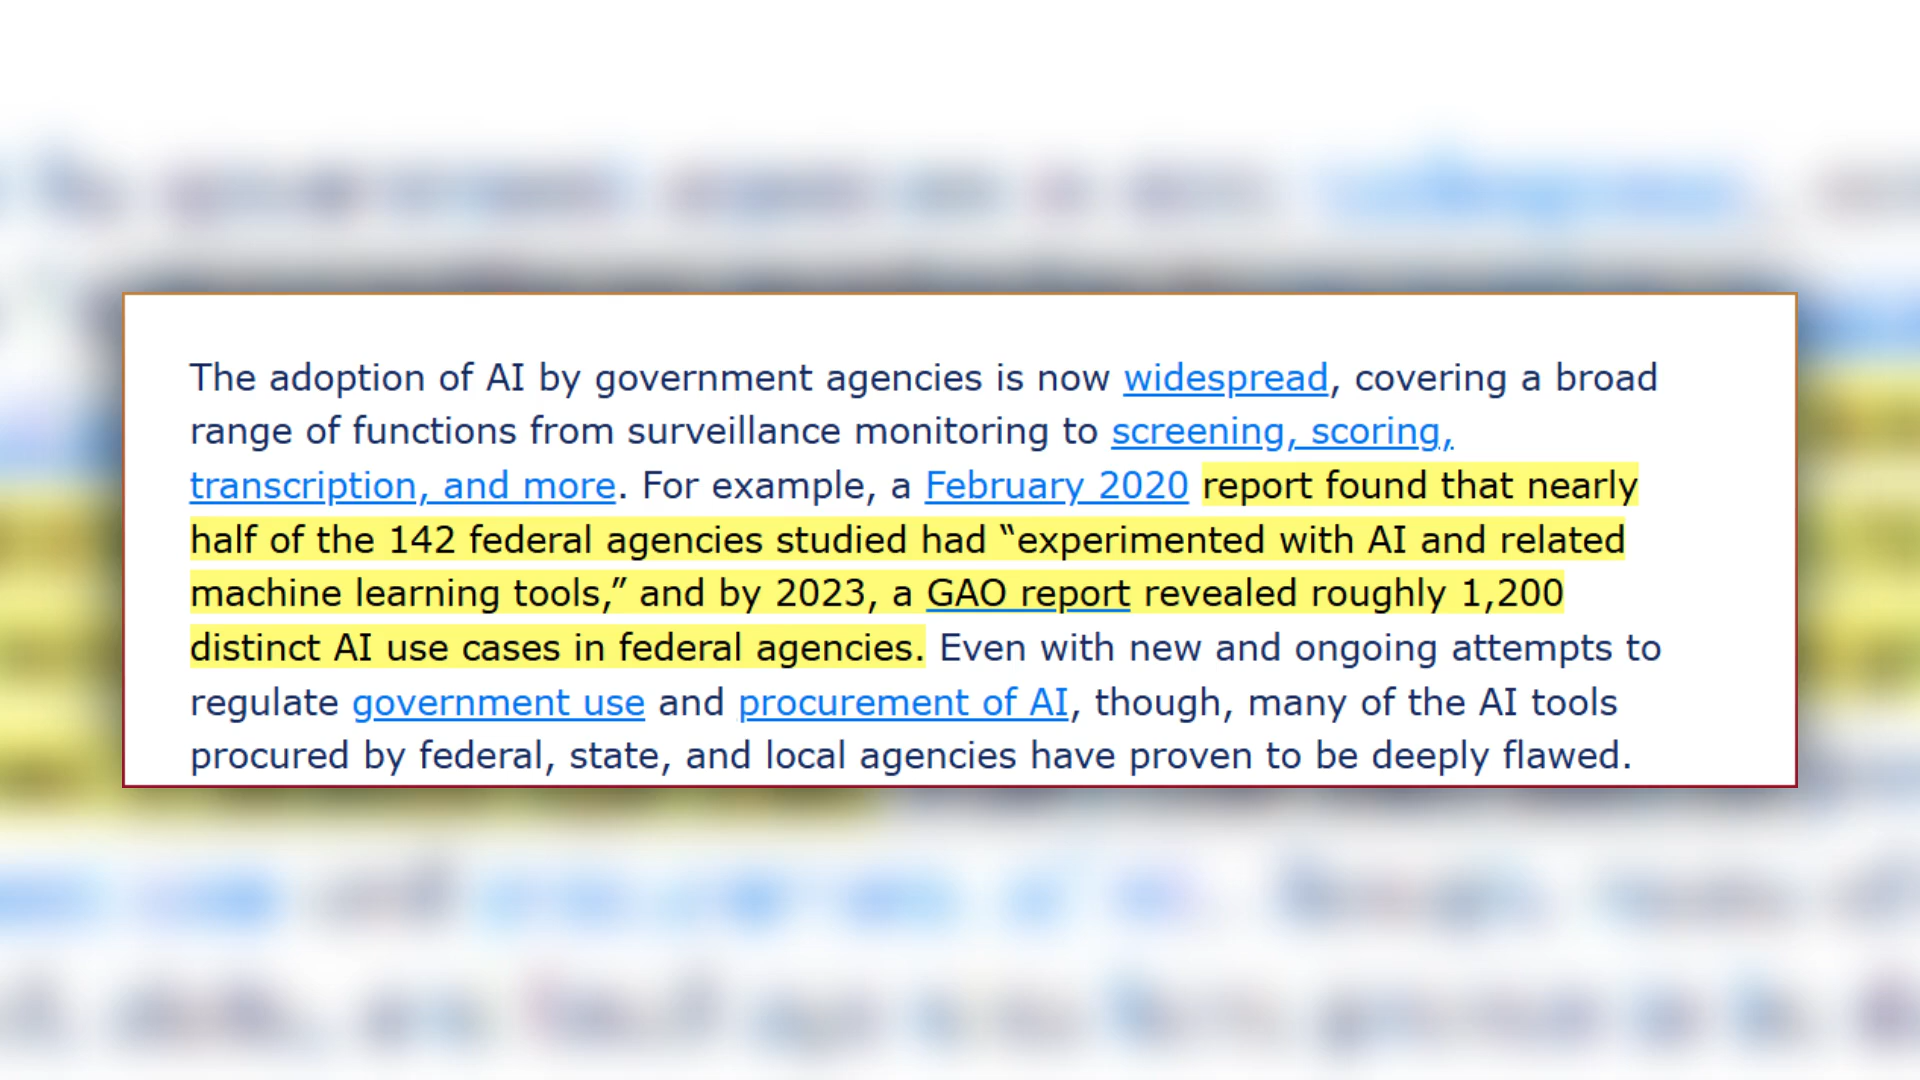 The adoption of AI by government agencies is now widespread, covering a broad
range of functions from surveillance monitoring to screening, scoring,
transcription, and more. For example, a February 2020 report found that nearly
half of the 142 federal agencies studied had “experimented with AI and related
machine learning tools,” and by 2023, a GAO report revealed roughly 1,200
distinct AI use cases in federal agencies. Even with new and ongoing attempts to
regulate government use and procurement of AI, though, many of the AI tools
procured by federal, state, and local agencies have proven to be deeply flawed.